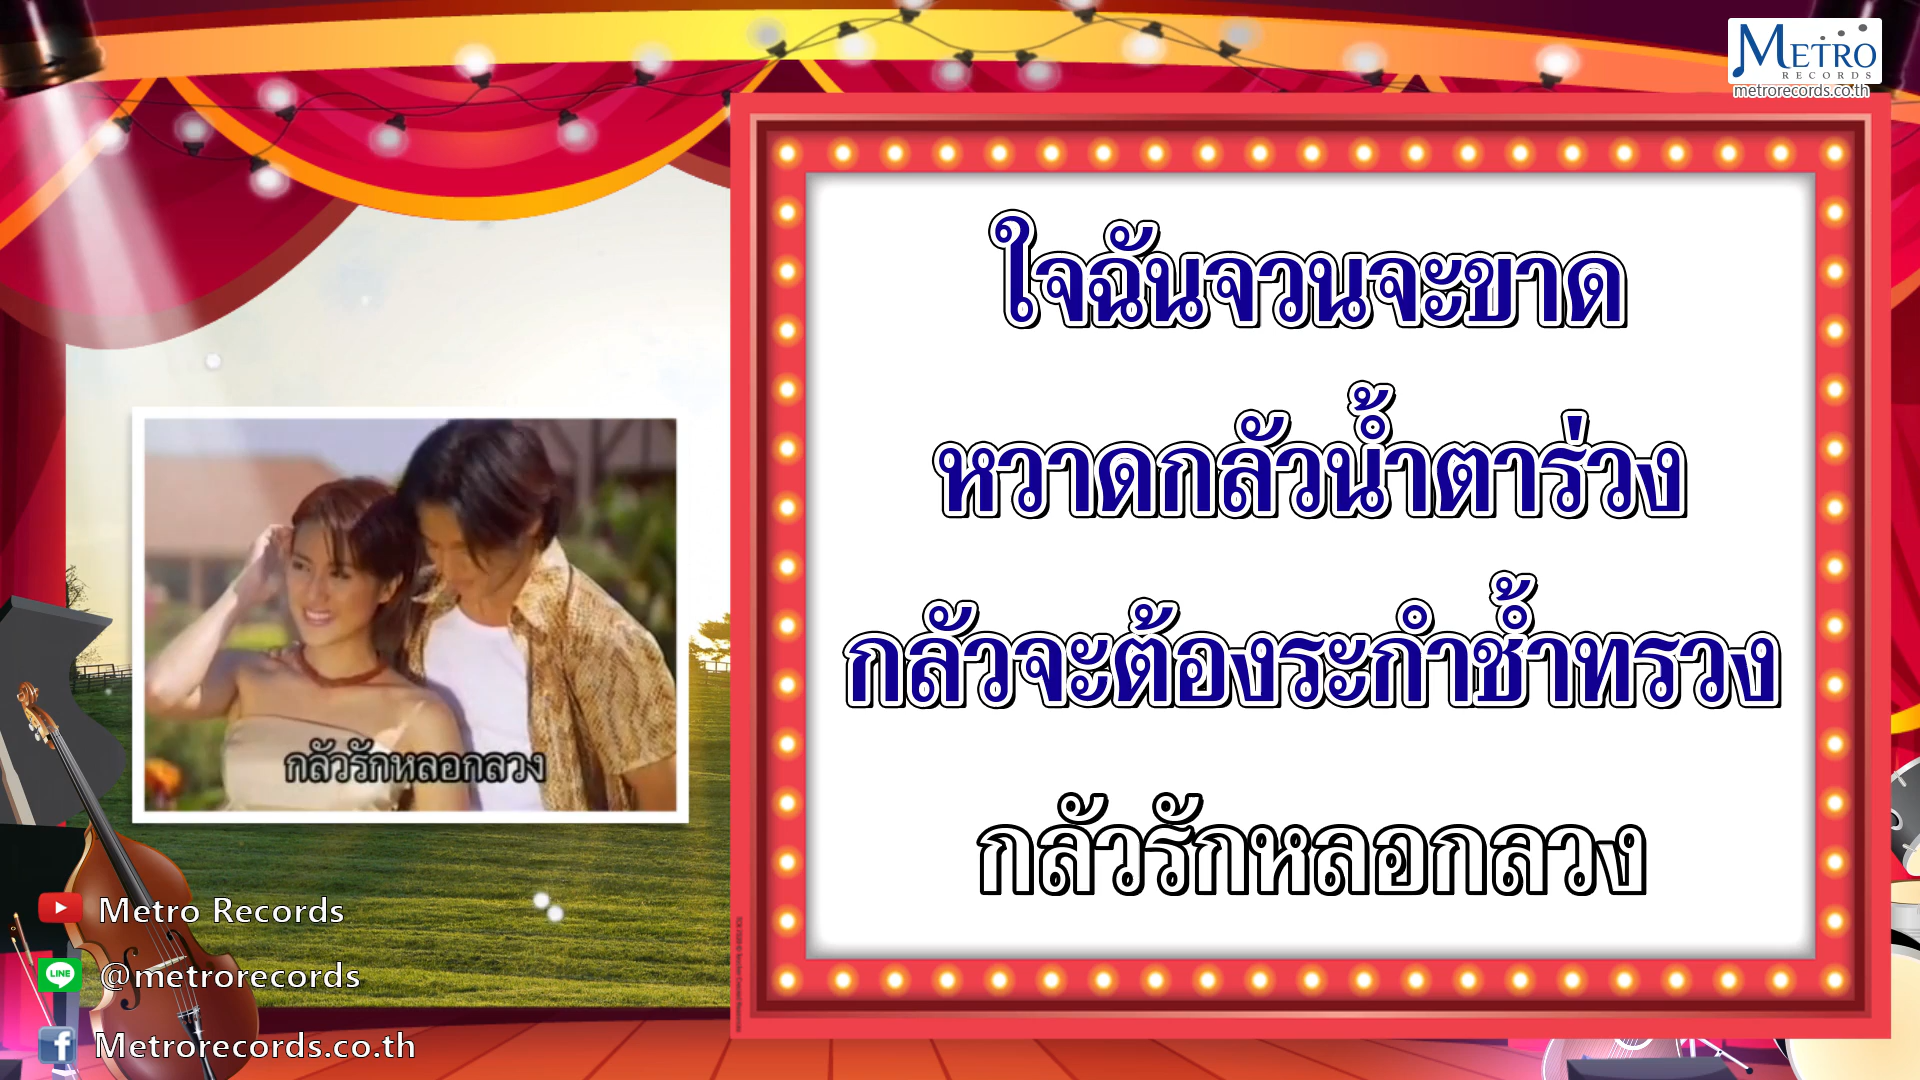 METRO
RECORDS
metrorecords.co.th
ใจฉันจวนจะขาด
หวาดกลัวน้ำตาร่วง
กลัวจะต้องระกำช้ำทรวง
กลัวรักหลอกลวง
กลัวรักหลอกลวง
Metro Records
LINE
@metrorecords
f
Metrorecords.co.th